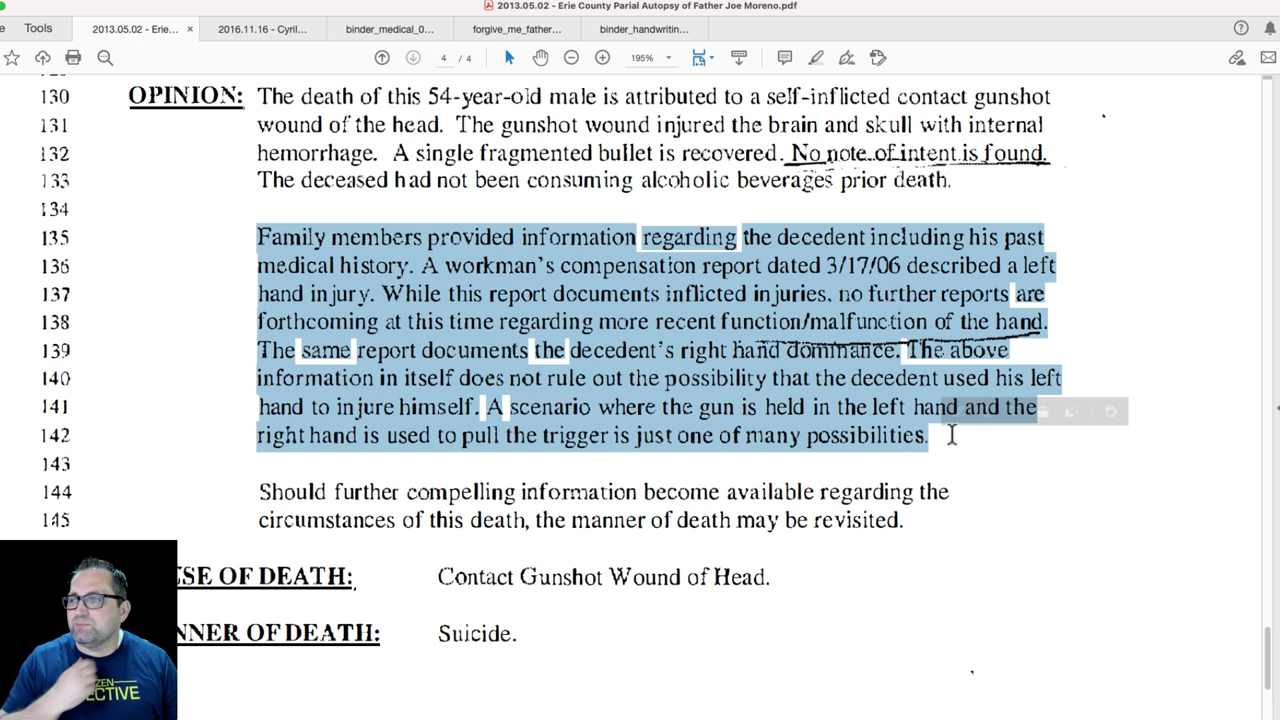 2013.05.02 - Erie County Parial Autopsy of Father Joe Moreno.pdf
Tools
2013.05.02 - Erie... ×
2016.11.16 - Cyril...
binder_medical_0...
forgive_me_father...
binder_handwritin...
4 / 4
195%
130 OPINION: The death of this 54-year-old male is attributed to a self-inflicted contact gunshot
131 wound of the head. The gunshot wound injured the brain and skull with internal
132 hemorrhage. A single fragmented bullet is recovered. No note of intent is found.
133 The deceased had not been consuming alcoholic beverages prior death.
134
135 Family members provided information regarding the decedent including his past
136 medical history. A workman's compensation report dated 3/17/06 described a left
137 hand injury. While this report documents inflicted injuries, no further reports are
138 forthcoming at this time regarding more recent function/malfunction of the hand.
139 The same report documents the decedent's right hand dominance. The above
140 information in itself does not rule out the possibility that the decedent used his left
141 hand to injure himself. A scenario where the gun is held in the left hand and the
142 right hand is used to pull the trigger is just one of many possibilities.
143
144 Should further compelling information become available regarding the
145 circumstances of this death, the manner of death may be revisited.
SE OF DEATH: Contact Gunshot Wound of Head.
NNER OF DEATH: Suicide.
ZEN
ECTIVE